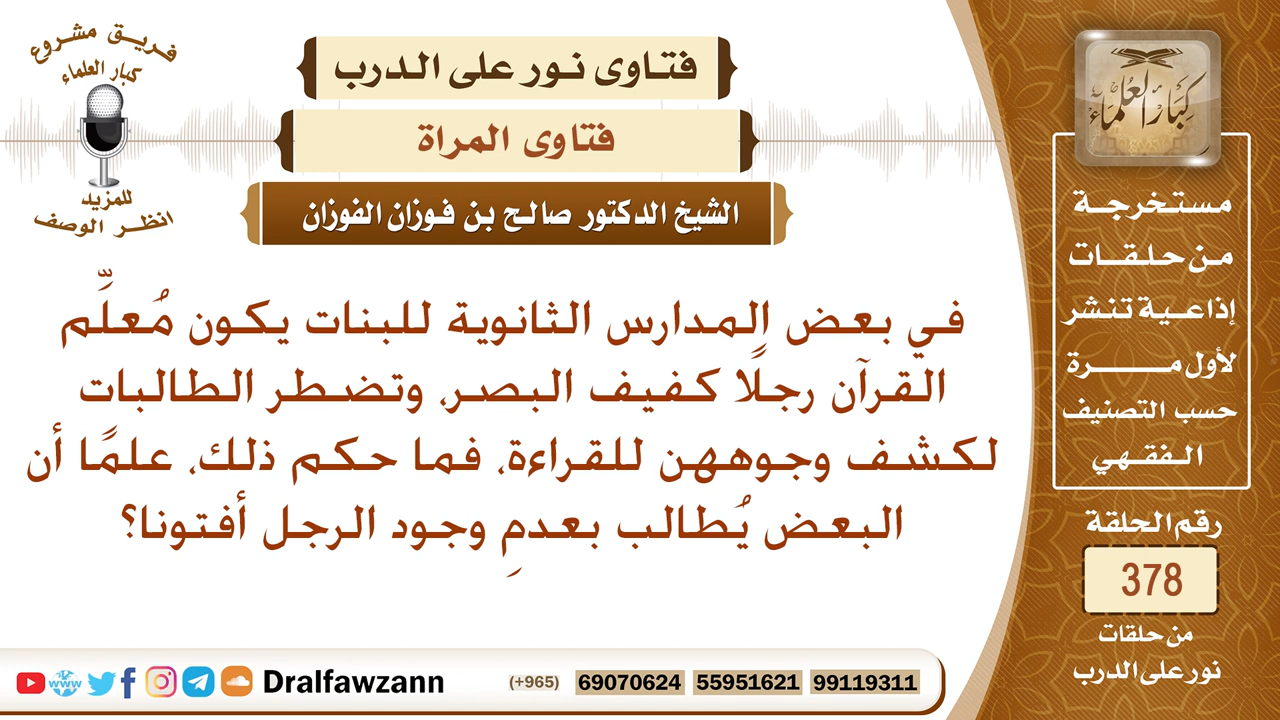 فريق مشروع
كبار العلماء
للمزيد
انظر الوصف
فتاوى نور على الدرب
فتاوى المراة
الشيخ الدكتور صالح بن فوزان الفوزان
في بعض المدارس الثانوية للبنات يكون مُعلِّم
القرآن رجلًا كفيف البصر، وتضطر الطالبات
لكشف وجوههن للقراءة، فما حكم ذلك، علمًا أن
البعض يُطالب بعدمِ وجود الرجل أفتونا؟
كبار العلماء
مستخرجة
من حلقات
إذاعية تنشر
لأول مرة
حسب التصنيف
الفقهي
رقم الحلقة
378
من حلقات
نور على الدرب
Dralfawzann
(+965) 69070624 55951621 99119311